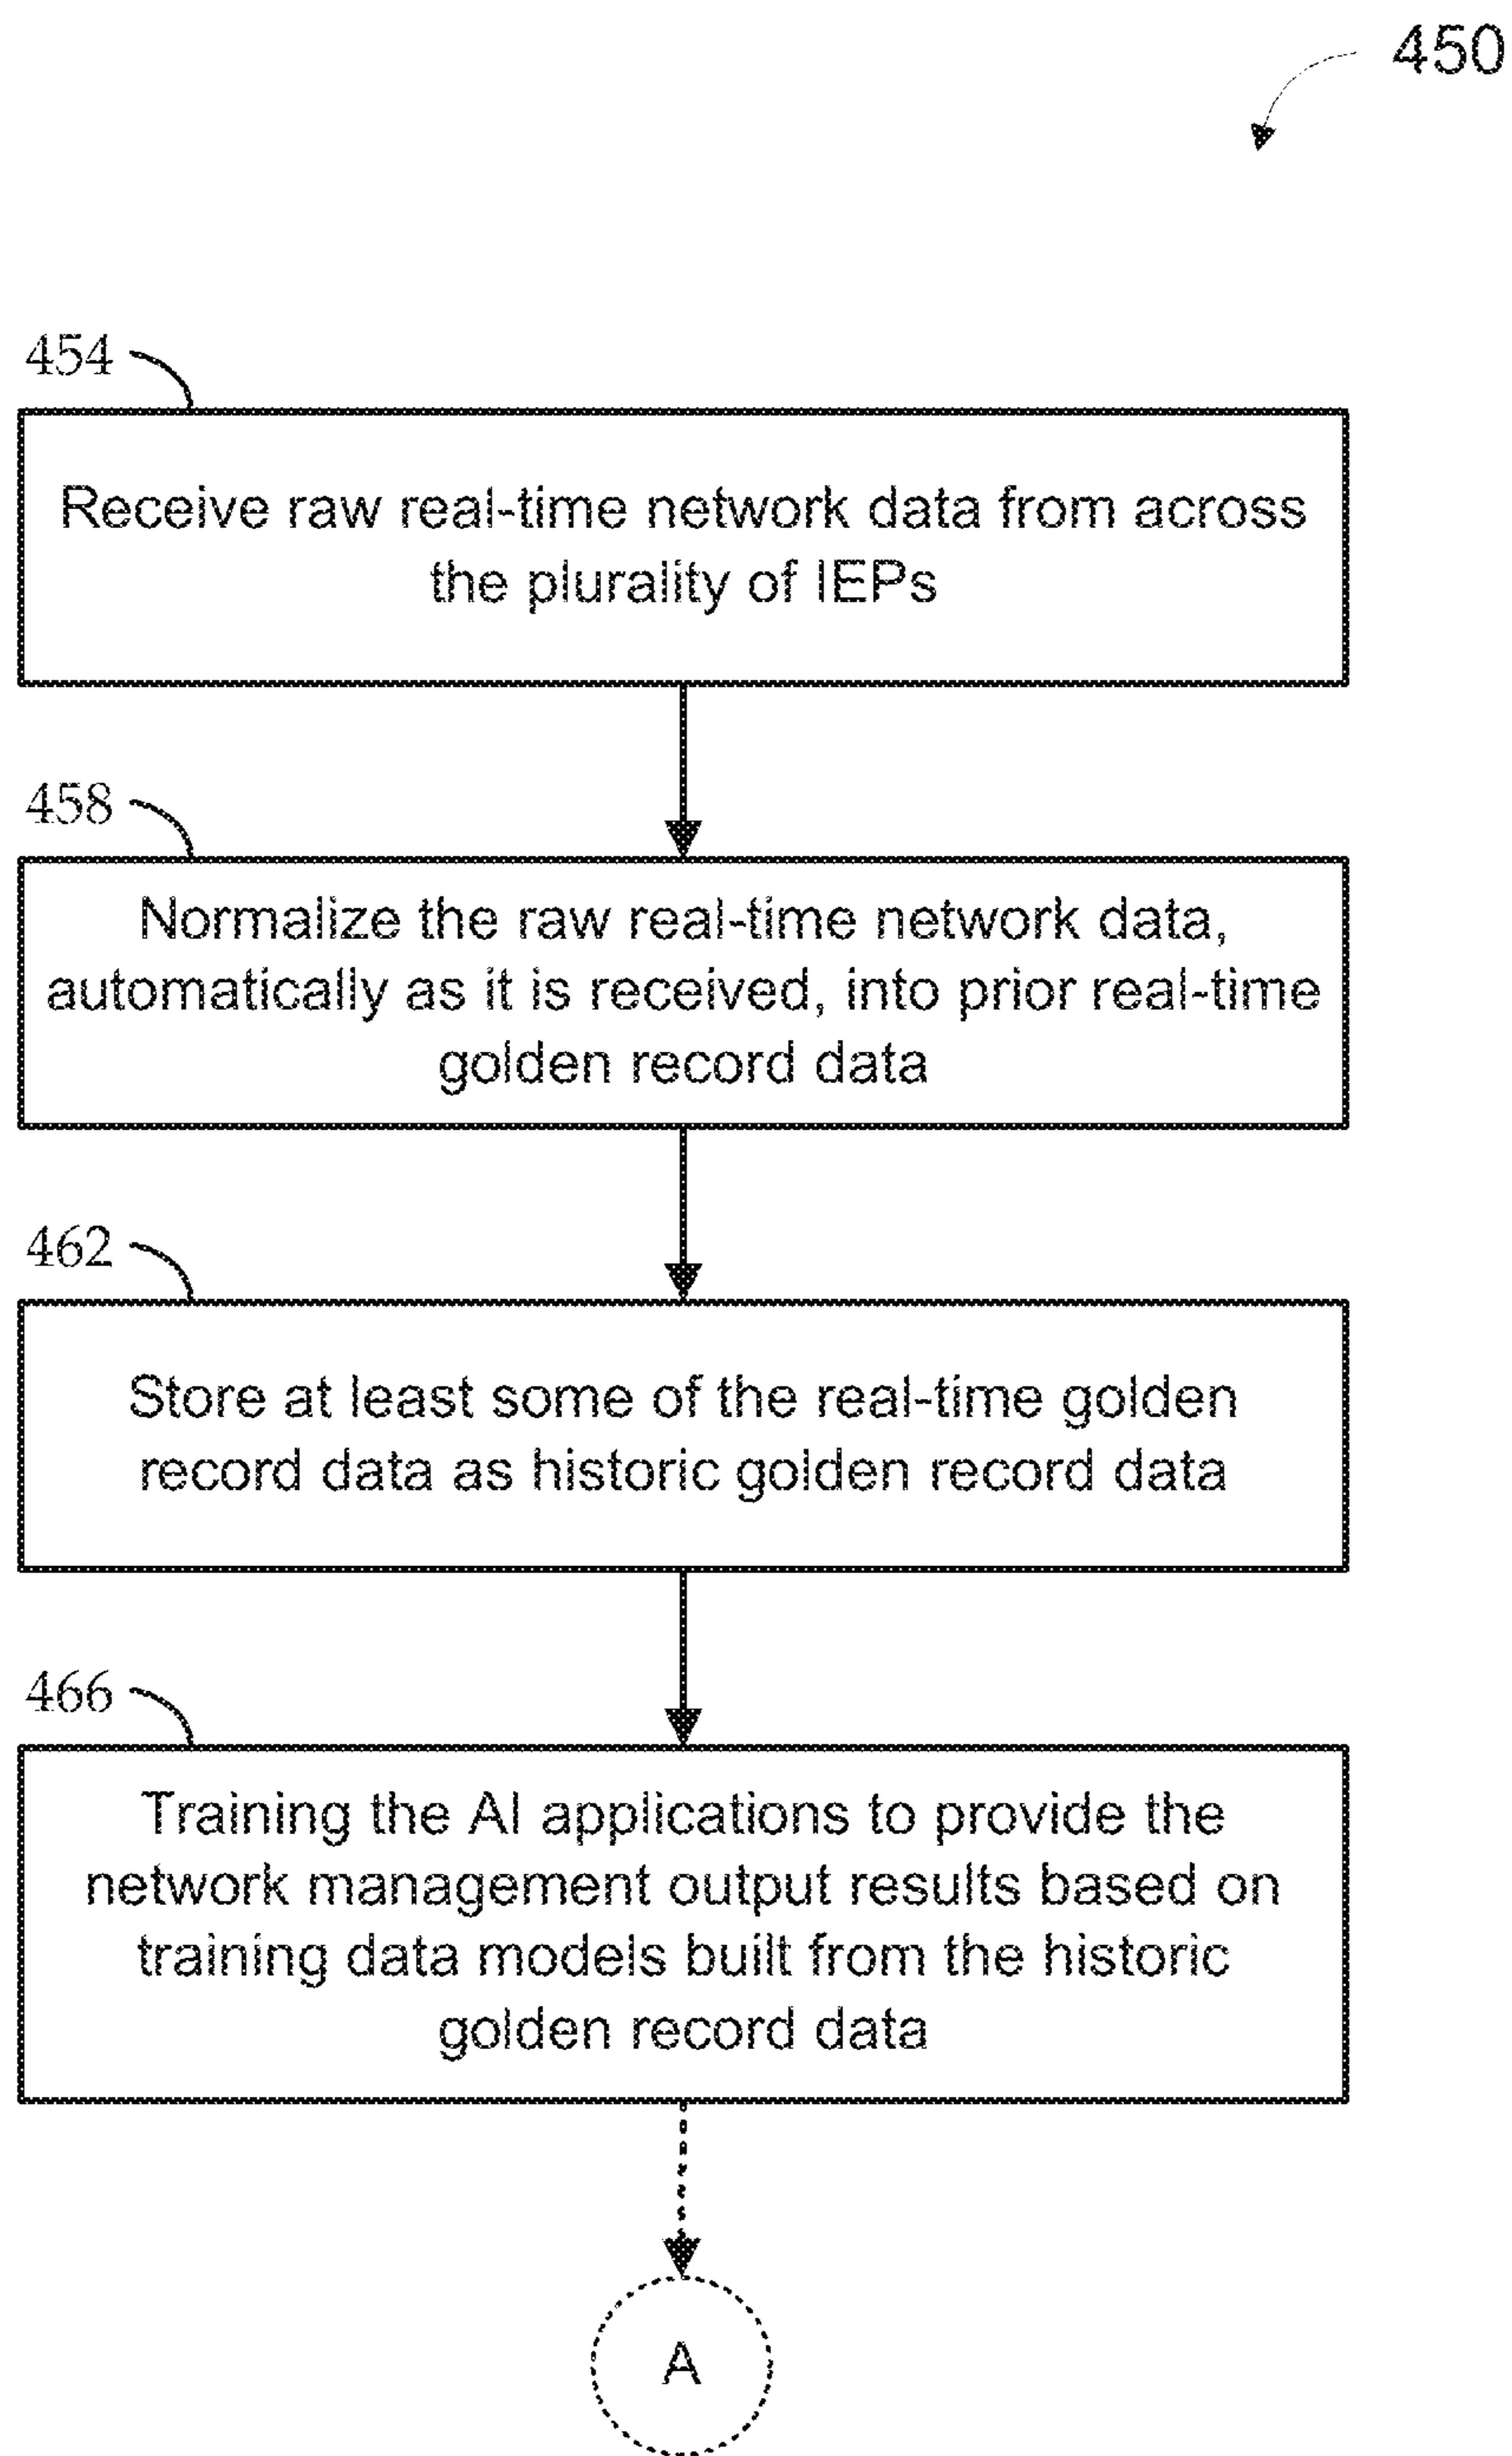 450
454
Receive raw real-time network data from across
the plurality of IEPs
458
Normalize the raw real-time network data,
automatically as it is received, into prior real-time
golden record data
462
Store at least some of the real-time golden
record data as historic golden record data
466
Training the AI applications to provide the
network management output results based on
training data models built from the historic
golden record data
A